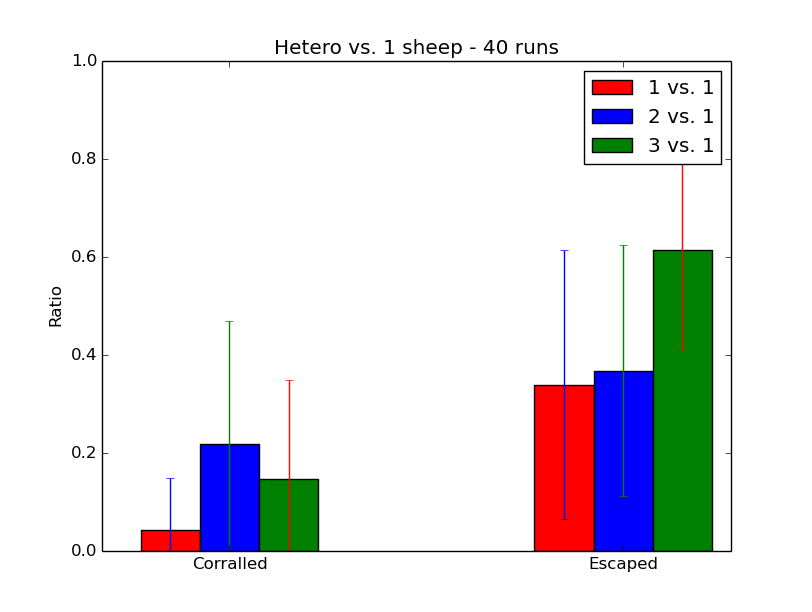 Hetero vs. 1 sheep - 40 runs
1.0
0.8
0.6
0.4
0.2
0.0
Ratio
1 vs. 1
2 vs. 1
3 vs. 1
Corralled
Escaped